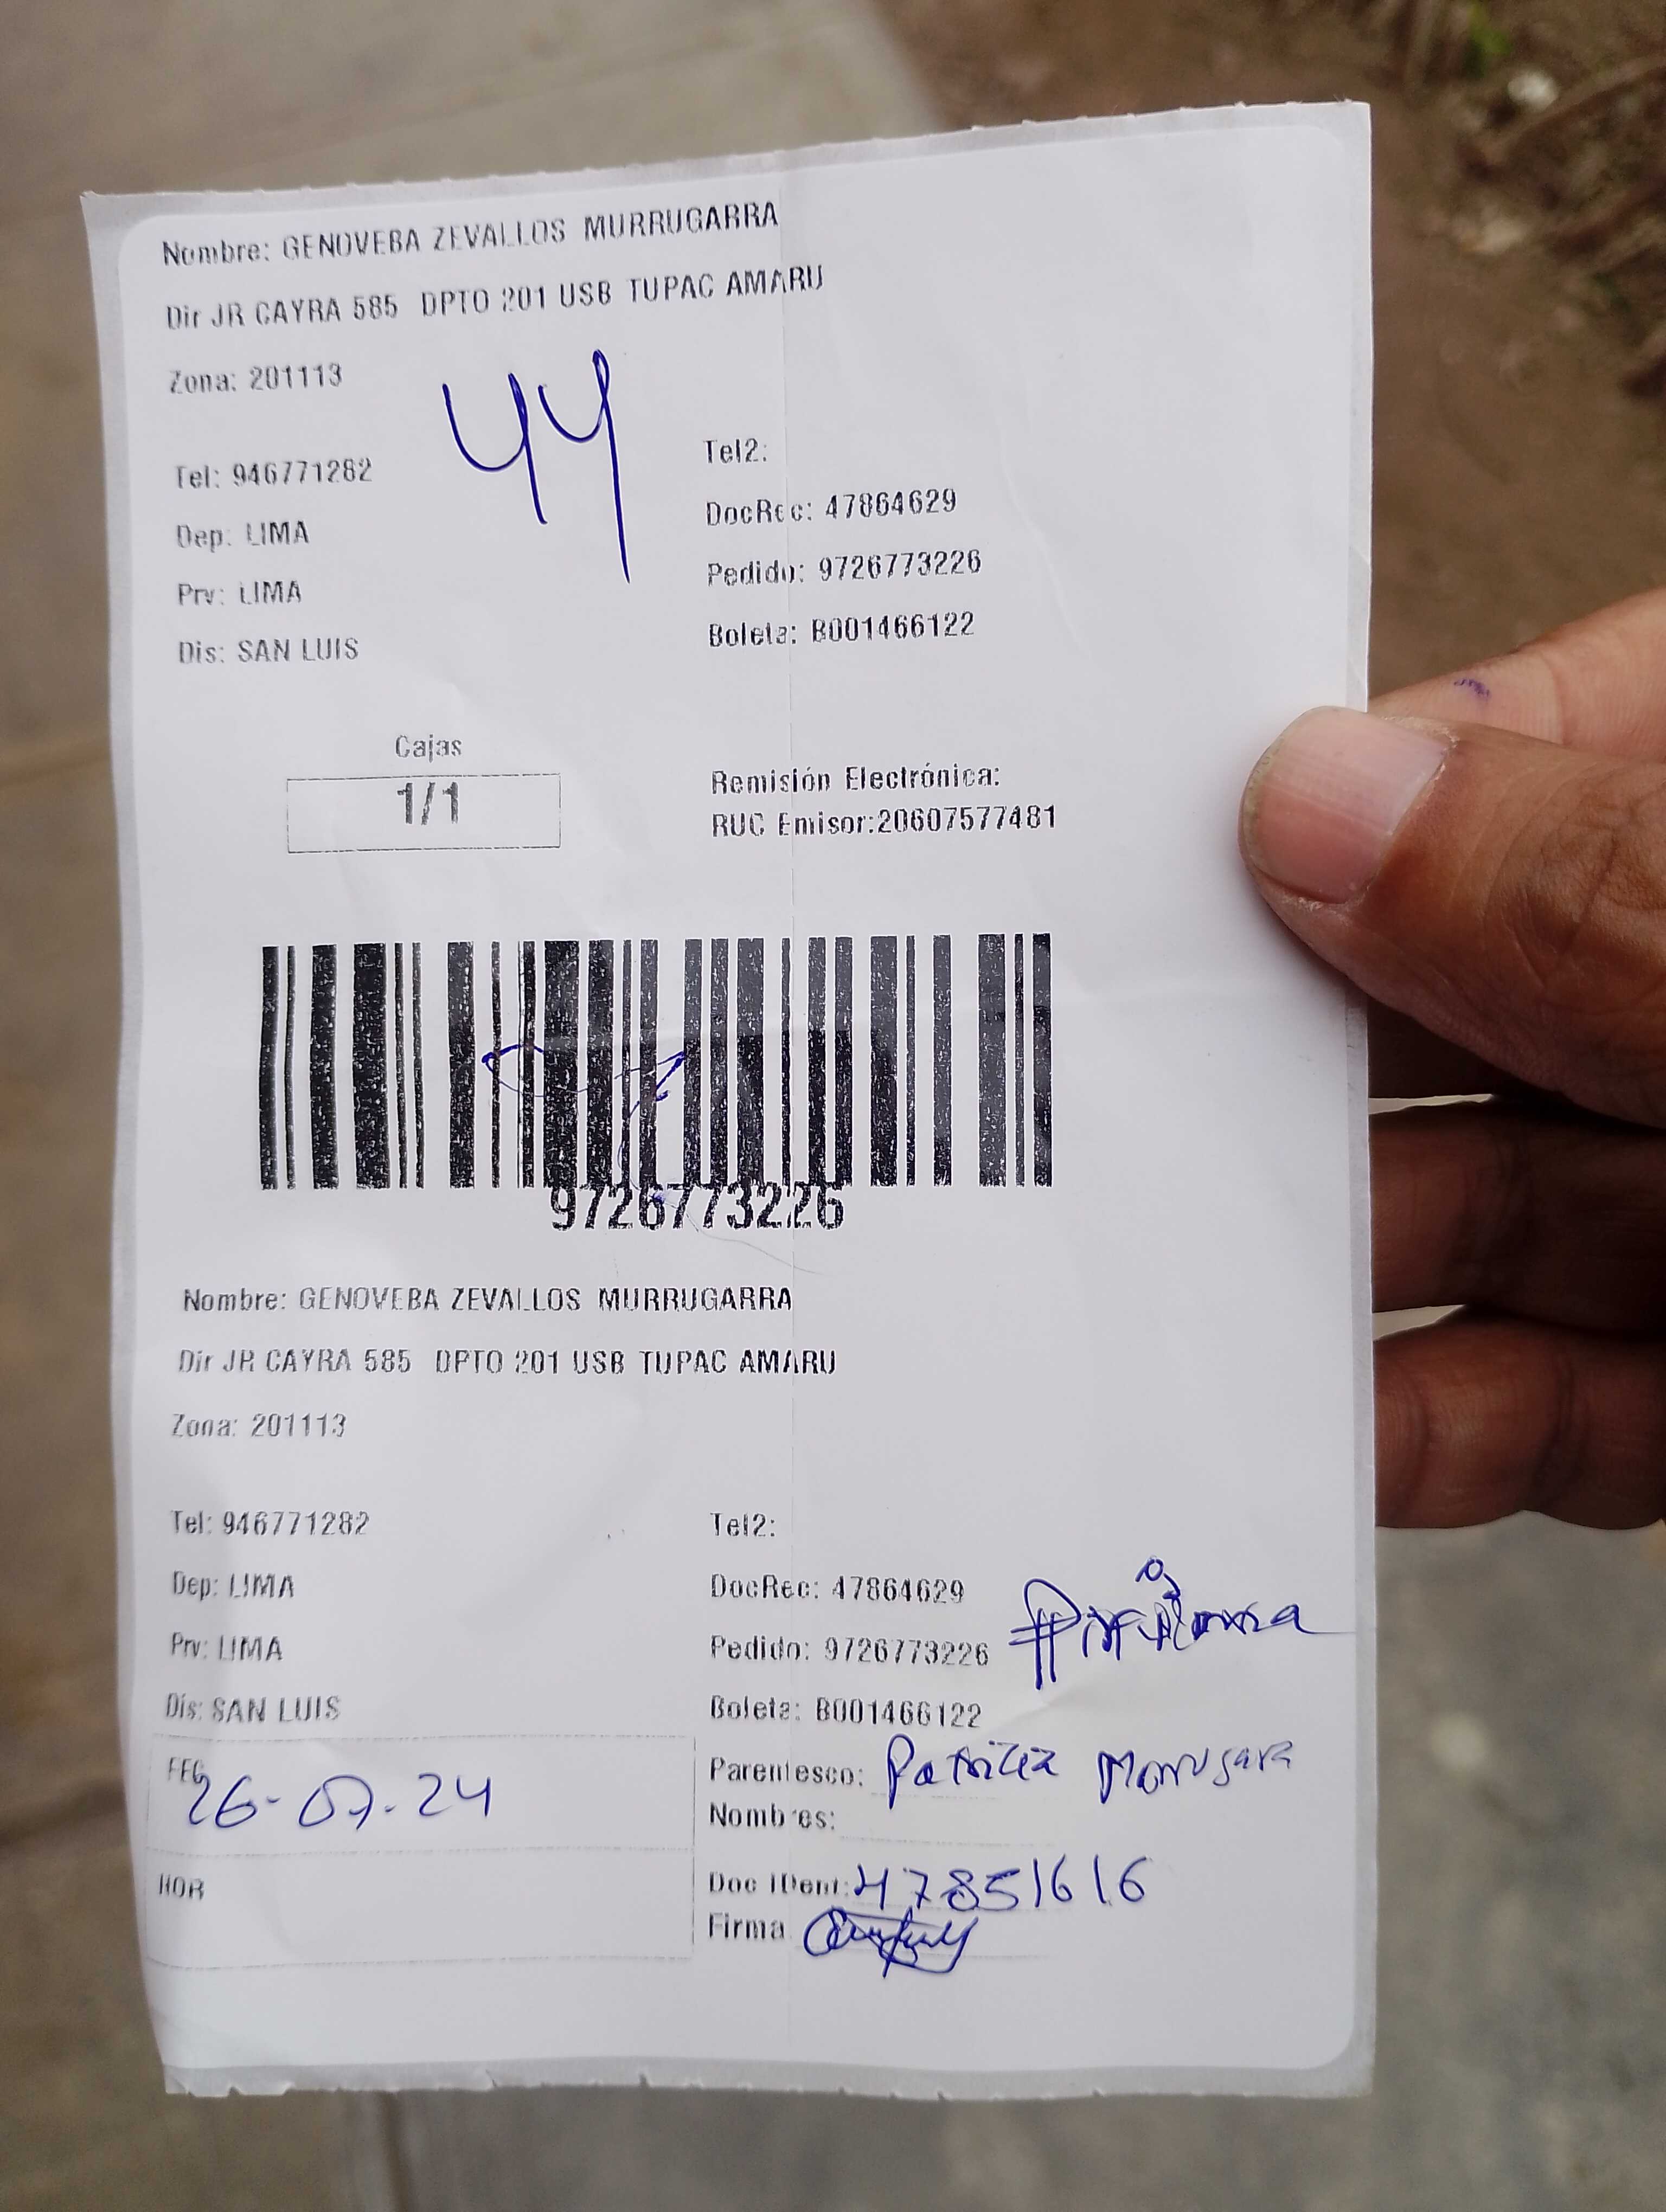 Nombre: GENOVEBA ZEVALLOS MURRUGARRA
Dir JR CAYRA 585 DPTO 201 USB TUPAC AMARU
Zona: 201113
44
Tel: 946771282
Tel2:
Dep: LIMA
DocRec: 47864629
Prv: LIMA
Pedido: 9726773226
Dis: SAN LUIS
Boleta: B001466122
Cajas
1/1
Remisión Electrónica:
RUC Emisor:20607577481
9726773226
Nombre: GENOVEBA ZEVALLOS MURRUGARRA
Dir JR CAYRA 585 DPTO 201 USB TUPAC AMARU
Zona: 201113
Tel: 946771282
Tel2:
Dep: LIMA
DocRec: 47864629
Prv: LIMA
Pedido: 9726773226
Dis: SAN LUIS
Boleta: B001466122
FEC
26-07-24
Parentesco: Patricia
Nombres:
HOR
Doc IDent: 47851616
Firma